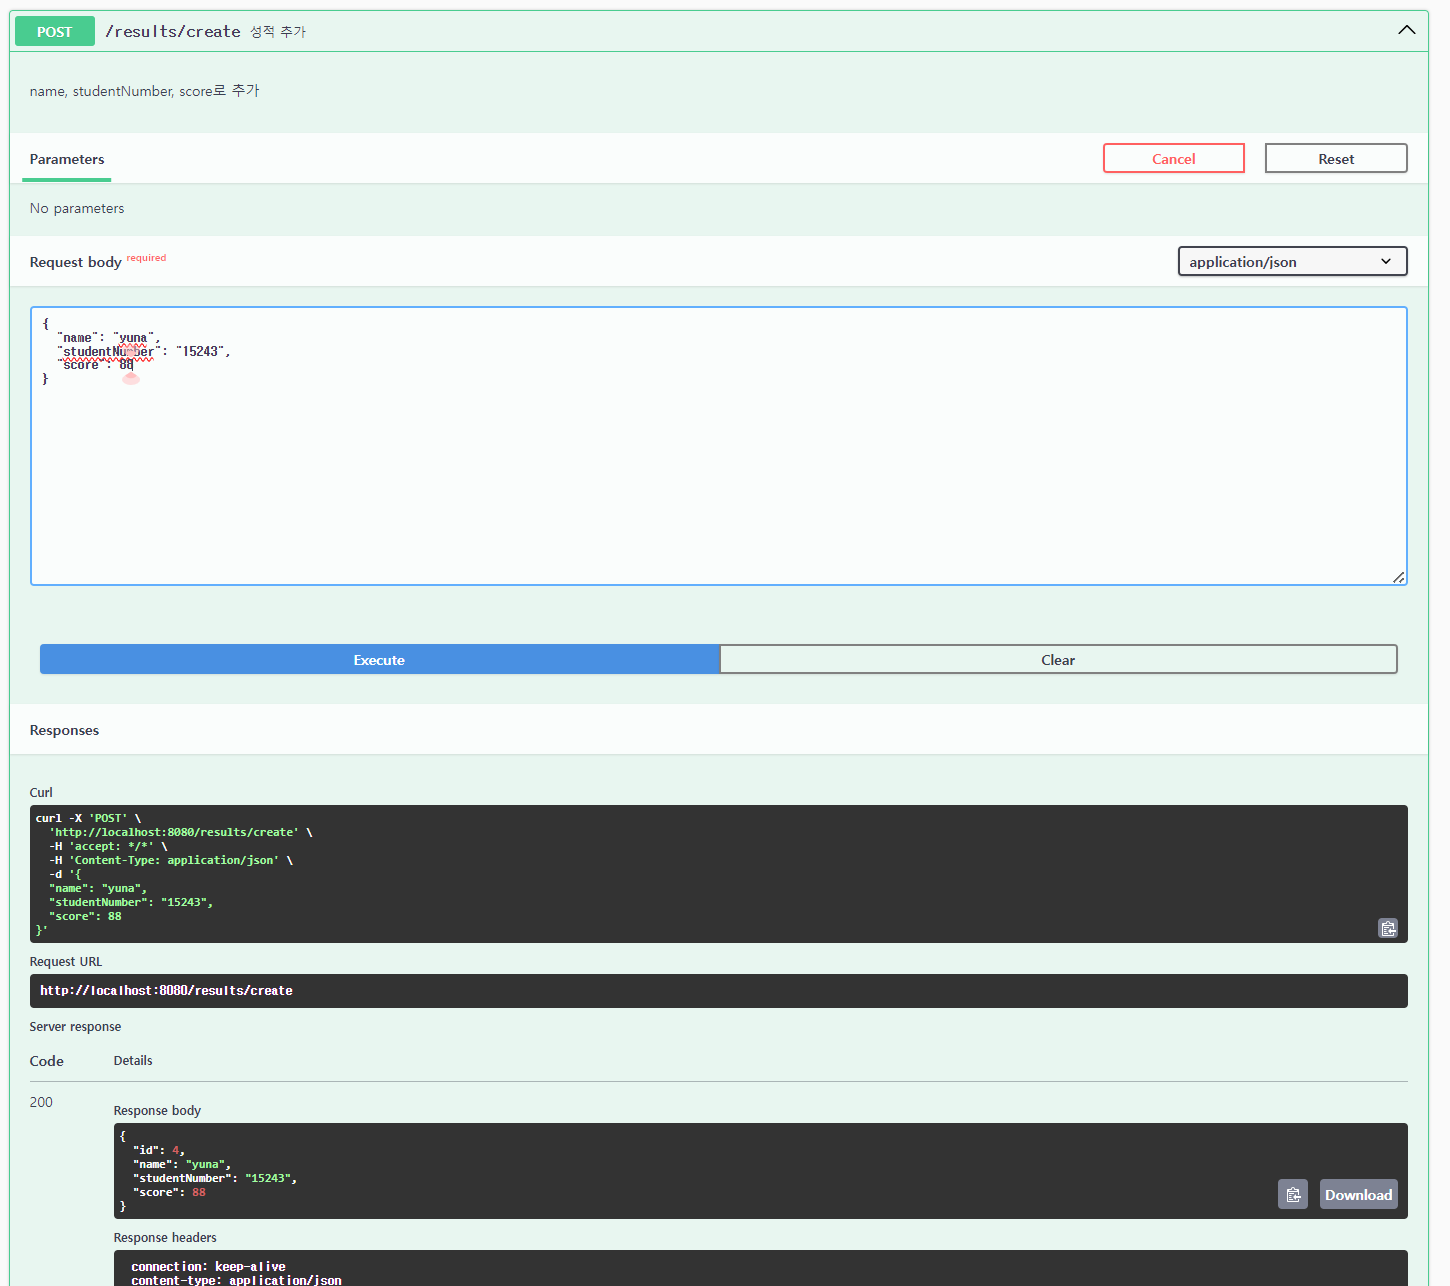 POST /results/create 성적 추가
name, studentNumber, score로 추가
Parameters
Cancel
Reset
No parameters
Request body required
application/json
{
"name": "yuna",
"studentNumber": "15243",
"score":
}
Execute
Clear
Responses
Curl
curl -X 'POST' \
'http://localhost:8080/results/create' \
-H 'accept: */*' \
-H 'Content-Type: application/json' \
-d '{
"name": "yuna",
"studentNumber": "15243",
"score": 88
}'
Request URL
http://localhost:8080/results/create
Server response
Code Details
200
Response body
{
"id": 4,
"name": "yuna",
"studentNumber": "15243",
"score": 88
}
Download
Response headers
connection: keep-alive
content-type: application/json